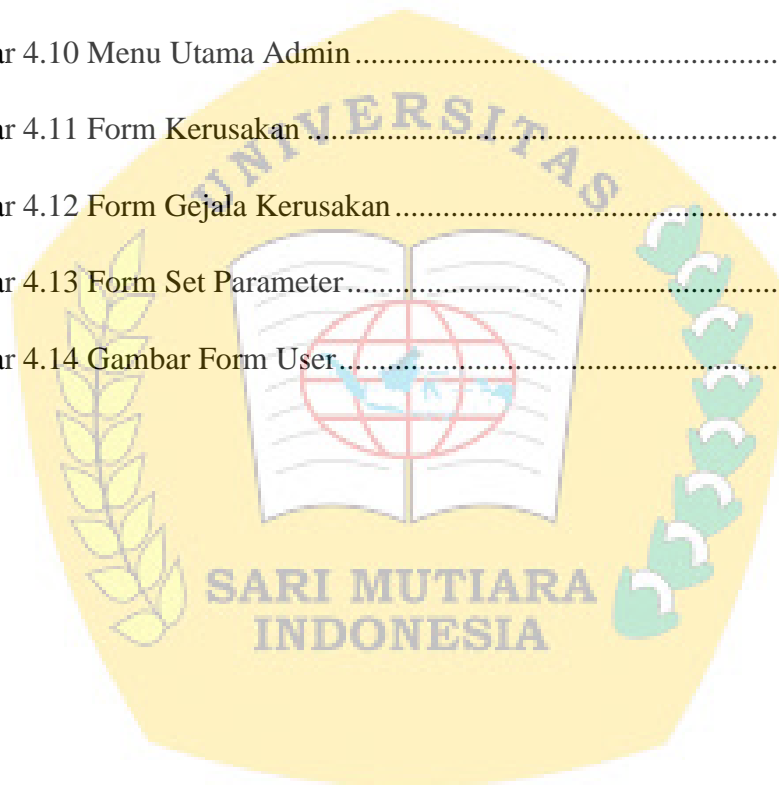 ar 4.10 Menu Utama Admin
ar 4.11 Form Kerusakan
ar 4.12 Form Gejala Kerusakan
ar 4.13 Form Set Parameter
ar 4.14 Gambar Form User
UNIVERSITAS
SARI MUTIARA
INDONESIA